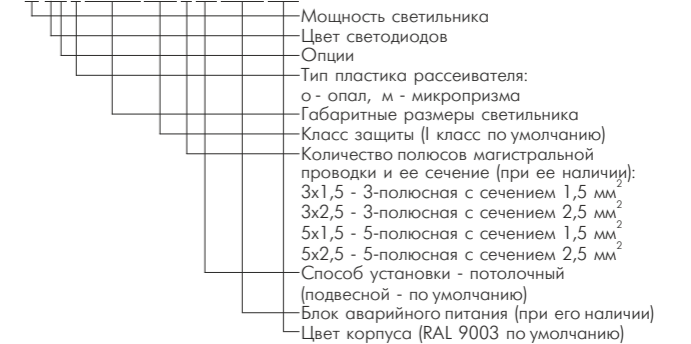 Мощность светильника
Цвет светодиодов
Опции
Тип пластика рассеивателя:
о - опал, м - микропризма
Габаритные размеры светильника
Класс защиты (I класс по умолчанию)
Количество полюсов магистральной
проводки и ее сечение (при ее наличии):
3х1,5 - 3-полюсная с сечением 1,5 мм²
3х2,5 - 3-полюсная с сечением 2,5 мм²
5х1,5 - 5-полюсная с сечением 1,5 мм²
5х2,5 - 5-полюсная с сечением 2,5 мм²
Способ установки - потолочный
(подвесной - по умолчанию)
Блок аварийного питания (при его наличии)
Цвет корпуса (RAL 9003 по умолчанию)